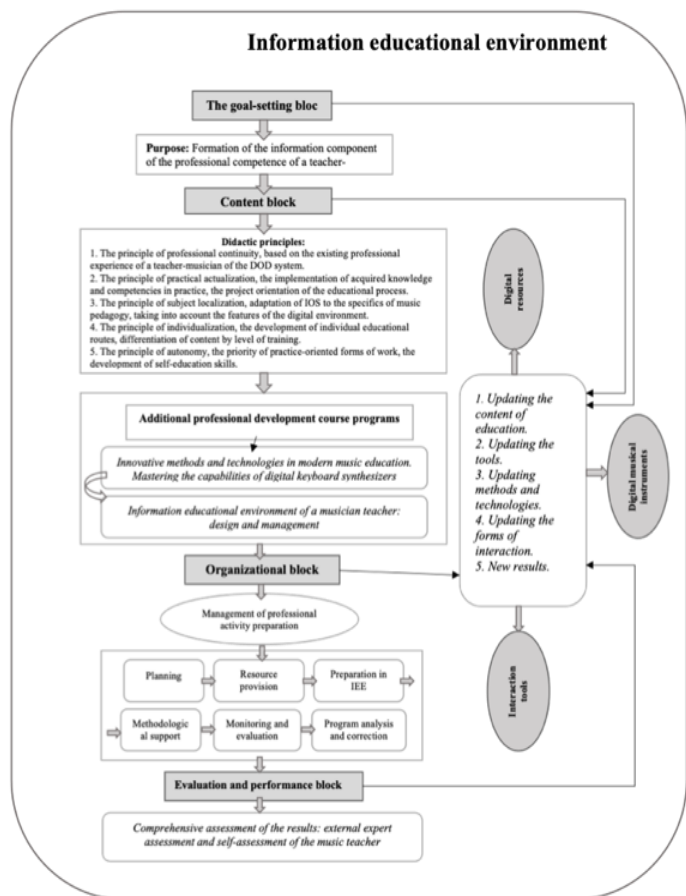 Information educational environment
The goal-setting bloc
Purpose: Formation of the information component
of the professional competence of a teacher-
Content block
Didactic principles:
1. The principle of professional continuity, based on the existing professional
experience of a teacher-musician of the DOD system.
2. The principle of practical actualization, the implementation of acquired knowledge
and competencies in practice, the project orientation of the educational process.
3. The principle of subject localization, adaptation of IOS to the specifics of music
pedagogy, taking into account the features of the digital environment.
4. The principle of individualization, the development of individual educational
routes, differentiation of content by level of training.
5. The principle of autonomy, the priority of practice-oriented forms of work, the
development of self-education skills.
Additional professional development course programs
Innovative methods and technologies in modern music education.
Mastering the capabilities of digital keyboard synthesizers
Information educational environment of a musician teacher:
design and management
Organizational block
Management of professional
activity preparation
Planning
Resource
provision
Preparation in
IEE
Methodologic
al support
Monitoring and
evaluation
Program analysis
and correction
Evaluation and performance block
Comprehensive assessment of the results: external expert
assessment and self-assessment of the music teacher
Digital
resources
1. Updating the
content of
education.
2. Updating the
tools.
3. Updating
methods and
technologies.
4. Updating the
forms of
interaction.
5. New results.
Digital musical
instruments
Interaction
tools